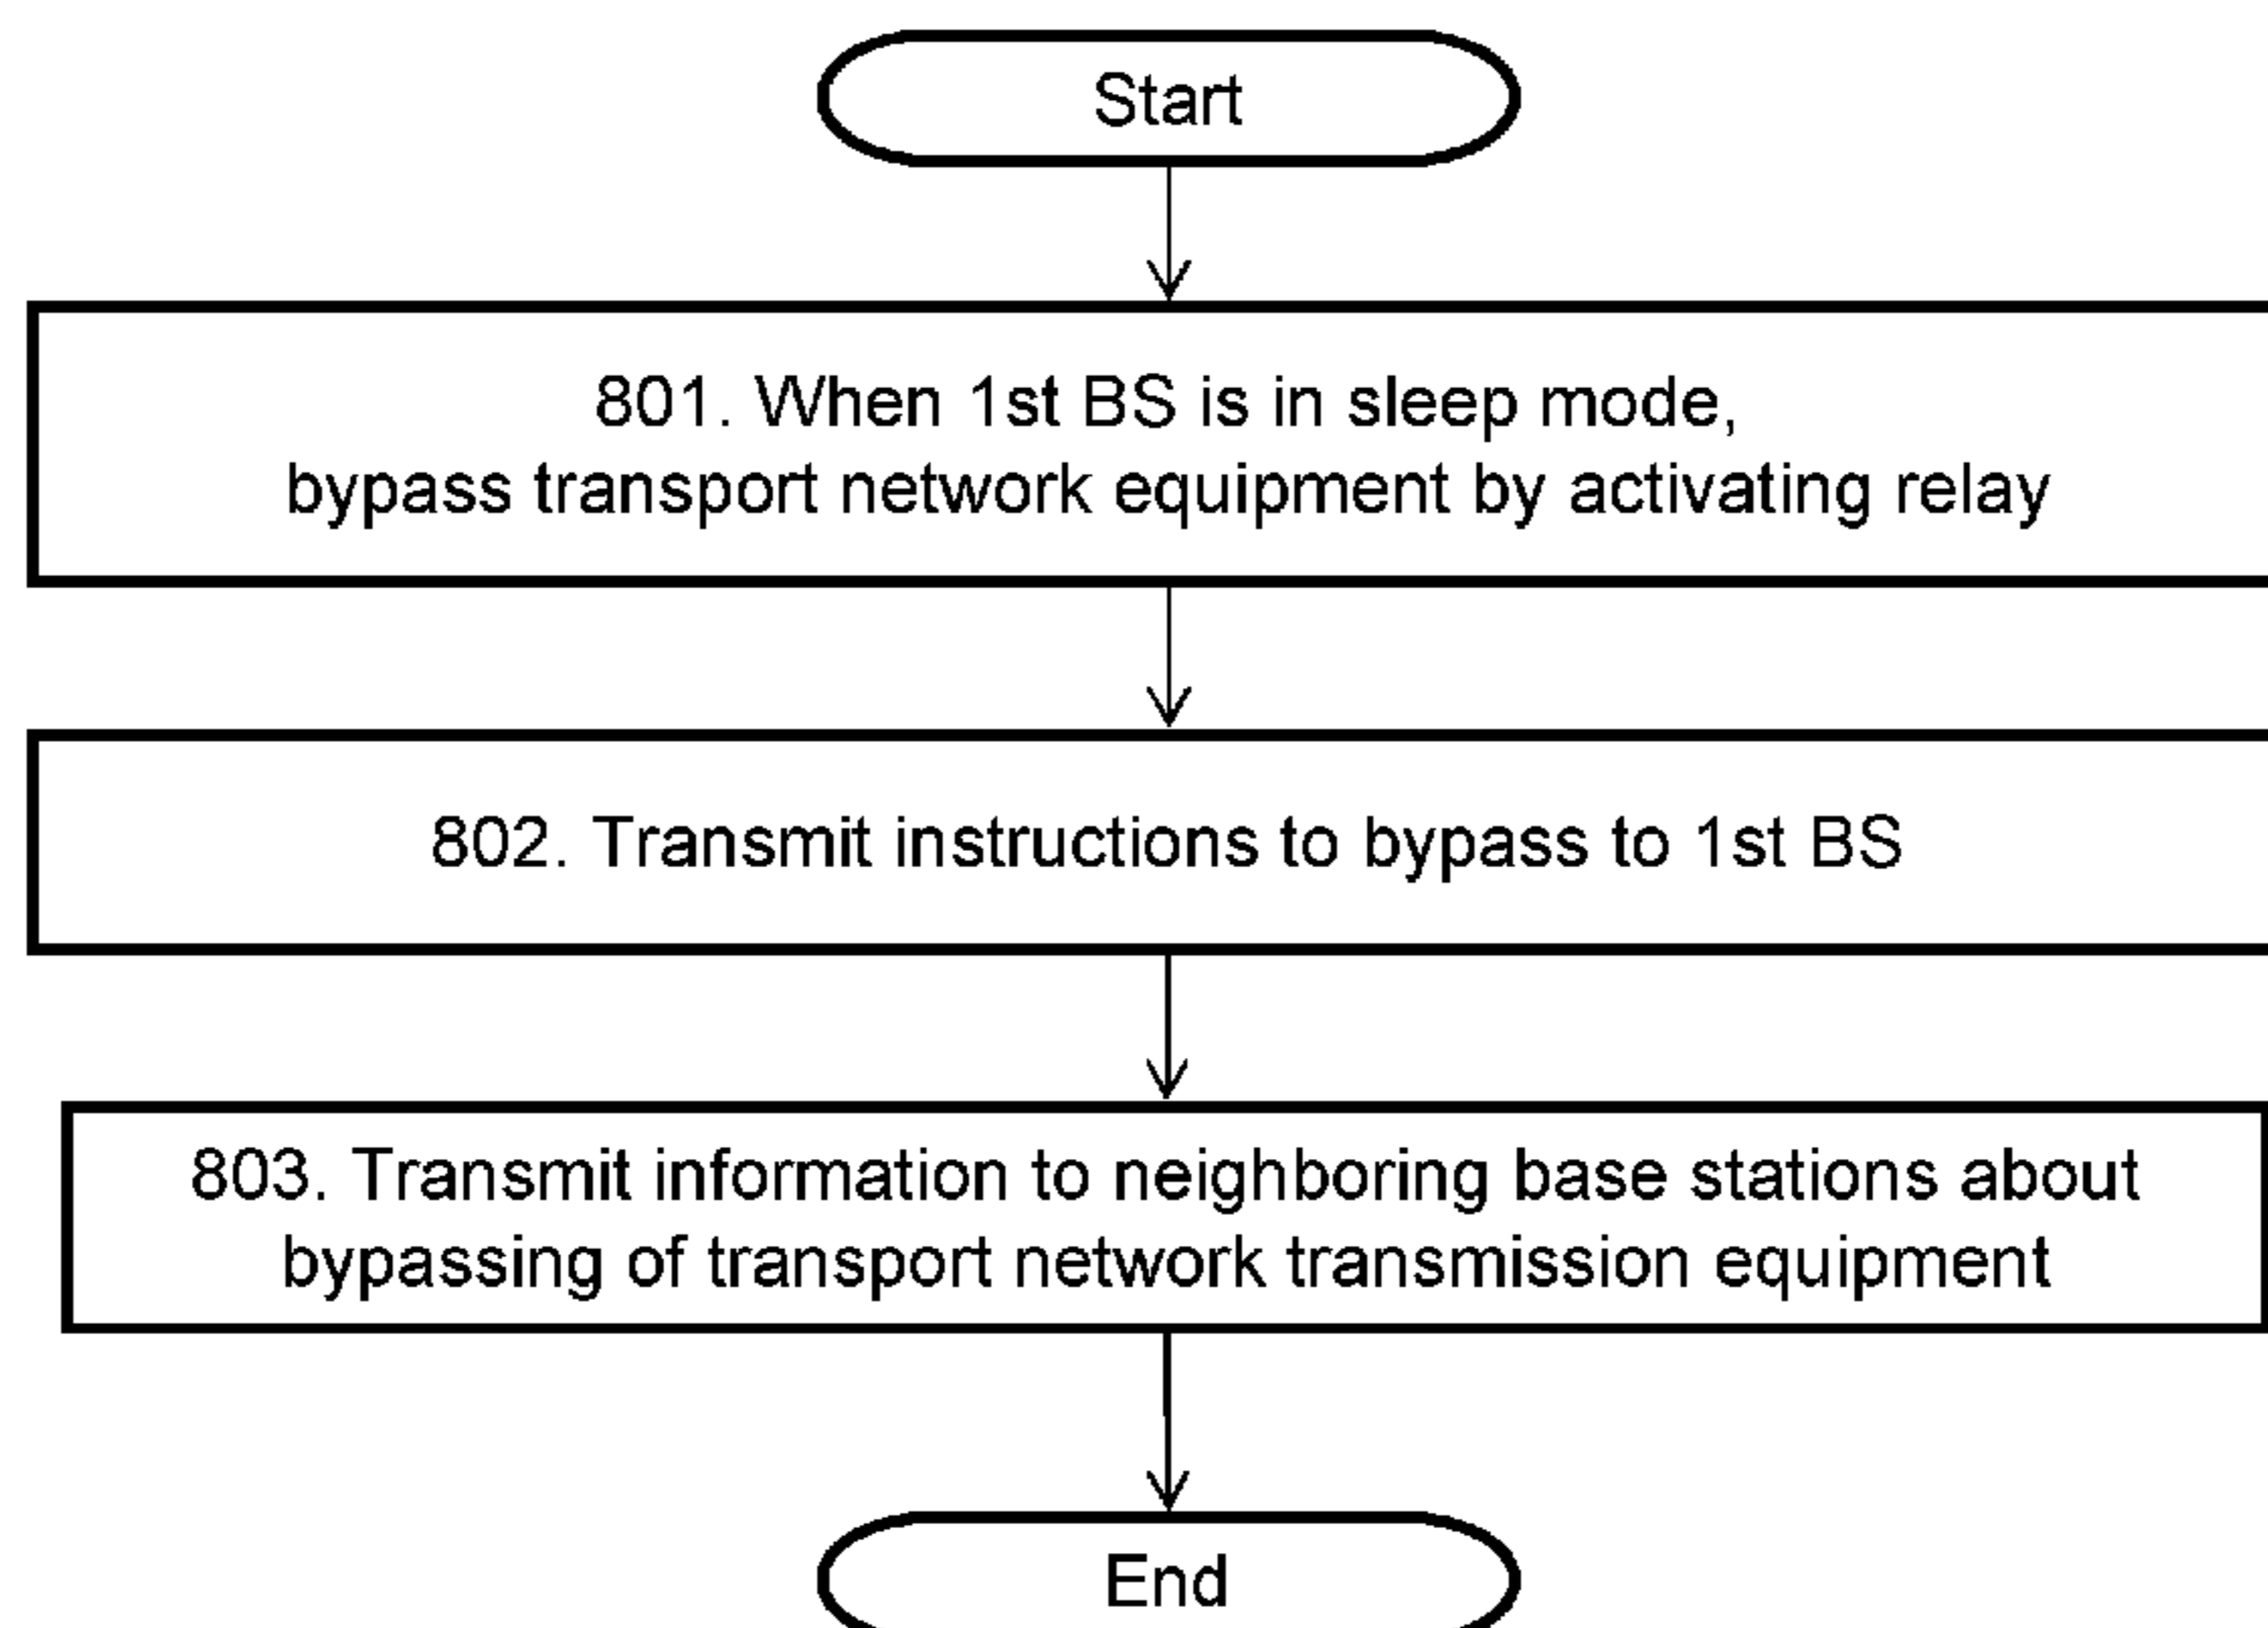 Start
801. When 1st BS is in sleep mode,
bypass transport network equipment by activating relay
802. Transmit instructions to bypass to 1st BS
803. Transmit information to neighboring base stations about
bypassing of transport network transmission equipment
End